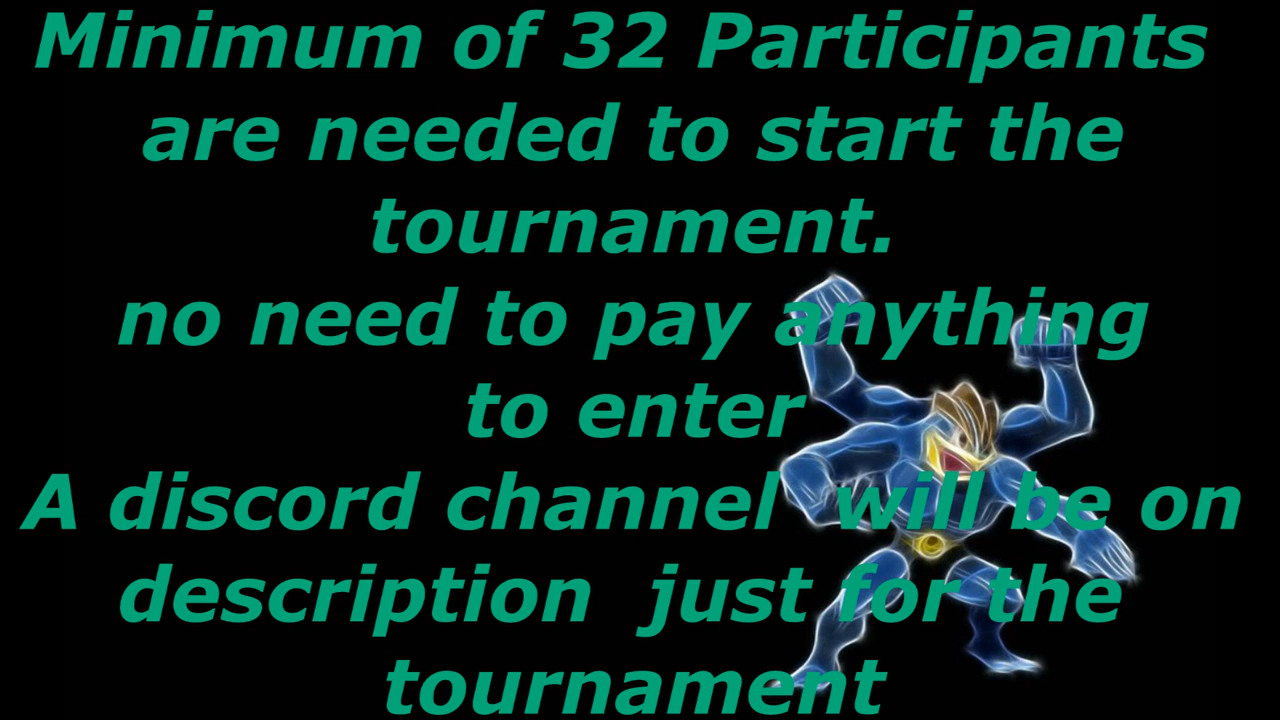 Minimum of 32 Participants
are needed to start the
tournament.
no need to pay anything
to enter
A discord channel will be on
description just for the
tournament